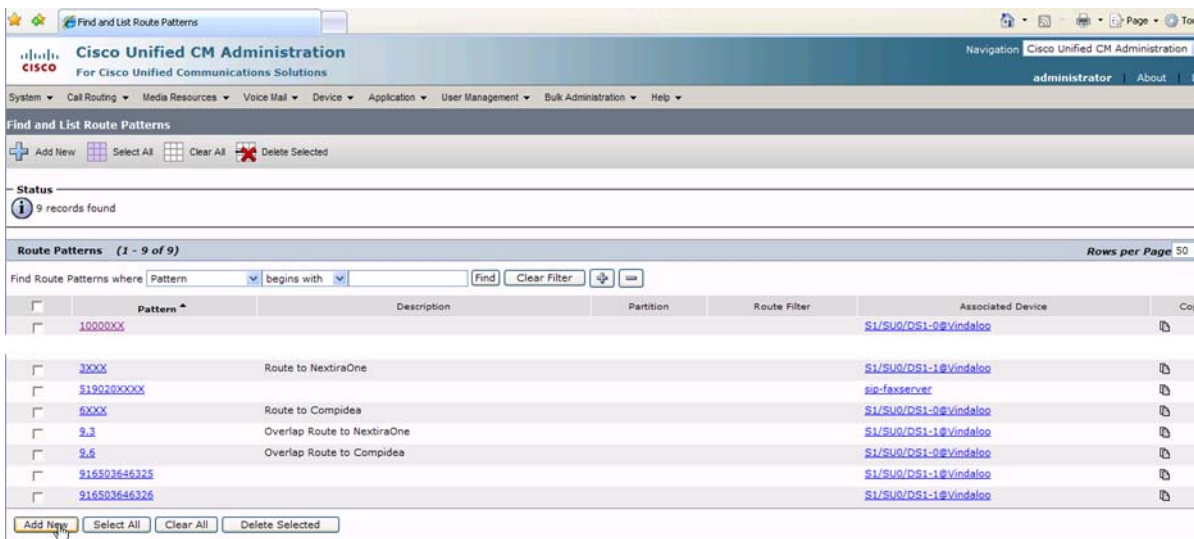 Find and List Route Patterns
Page
cisco
Cisco Unified CM Administration
For Cisco Unified Communications Solutions
Navigation Cisco Unified CM Administration
administrator | About |
System Call Routing Media Resources Voice Mail Device Application User Management Bulk Administration Help
Find and List Route Patterns
Add New Select All Clear All Delete Selected
Status
i 9 records found
Route Patterns (1 - 9 of 9) Rows per Page 50
Find Route Patterns where Pattern begins with Find Clear Filter
Pattern Description Partition Route Filter Associated Device
10000XX S1/SU0/DS1-0@Vindaloo
3XXX Route to NextiraOne S1/SU0/DS1-1@Vindaloo
519020XXXX sip-faxserver
6XXX Route to Compidea S1/SU0/DS1-0@Vindaloo
9.3 Overlap Route to NextiraOne S1/SU0/DS1-1@Vindaloo
9.6 Overlap Route to Compidea S1/SU0/DS1-0@Vindaloo
916503646325 S1/SU0/DS1-1@Vindaloo
916503646326 S1/SU0/DS1-1@Vindaloo
Add New Select All Clear All Delete Selected